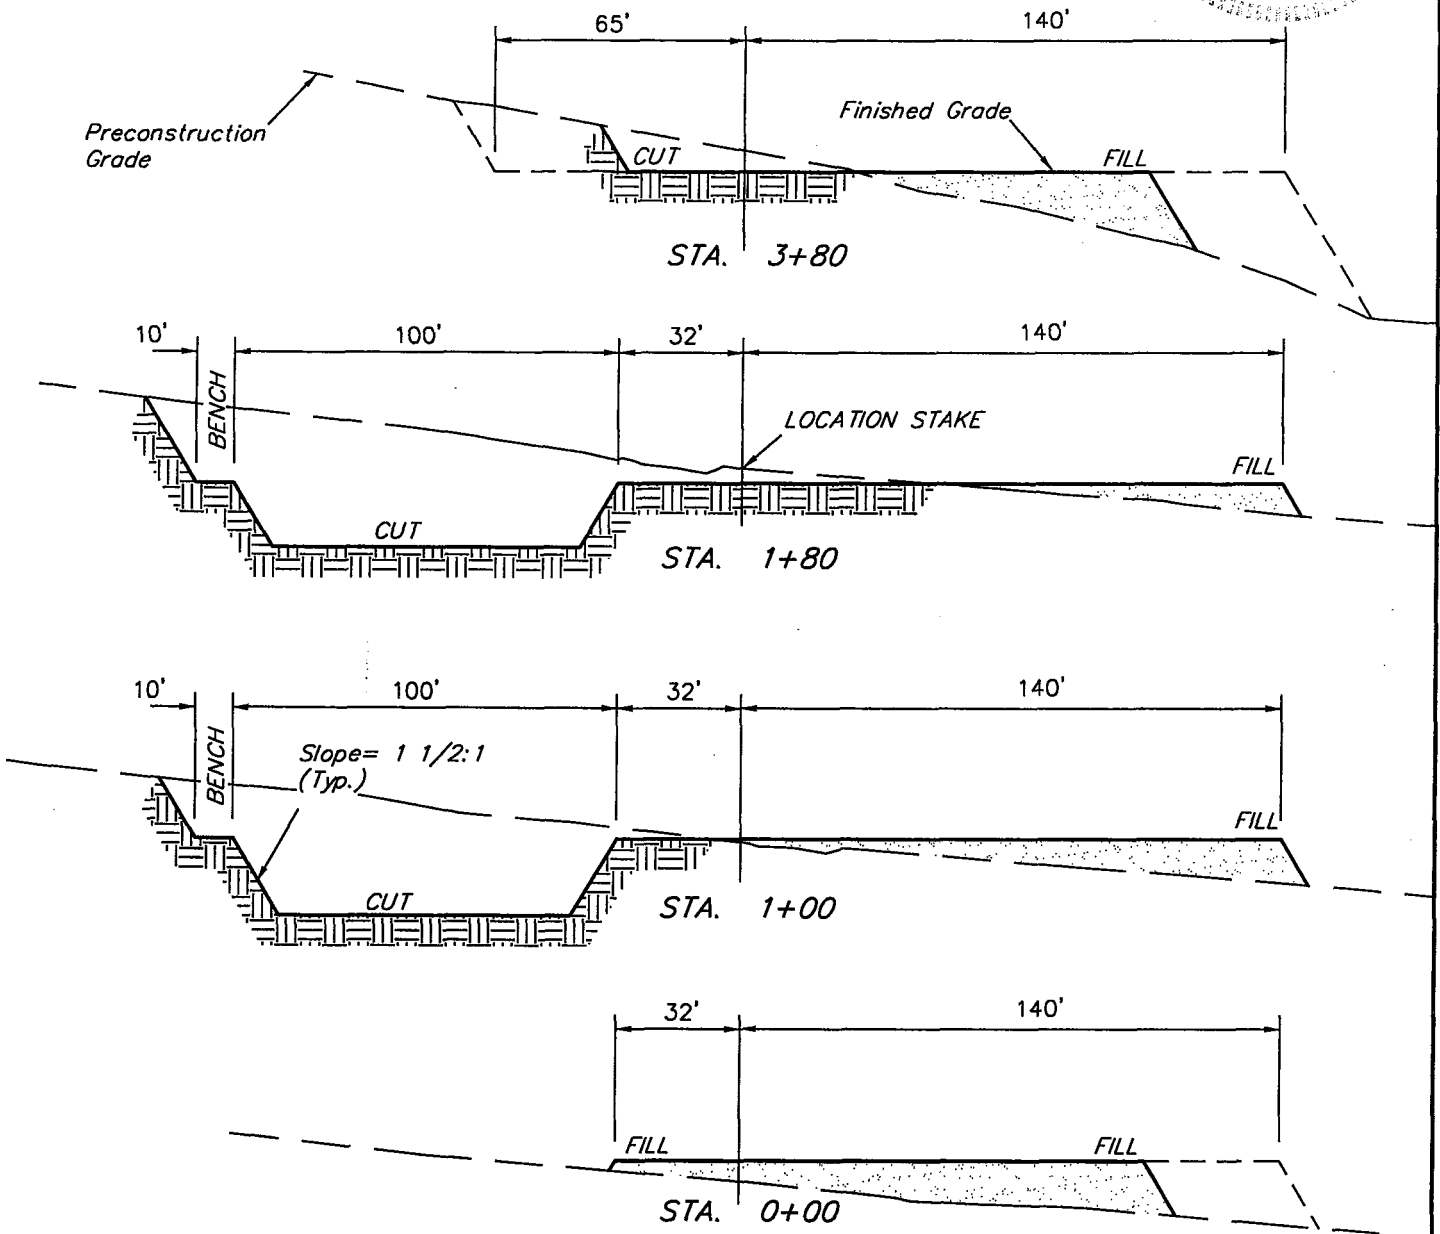 65' 140'
Preconstruction
Grade
Finished Grade
CUT
FILL
STA. 3+80
10' 100' 32' 140'
BENCH
LOCATION STAKE
FILL
CUT
STA. 1+80
10' 100' 32' 140'
BENCH
Slope= 1 1/2:1
(Typ.)
FILL
CUT
STA. 1+00
32' 140'
FILL
FILL
STA. 0+00